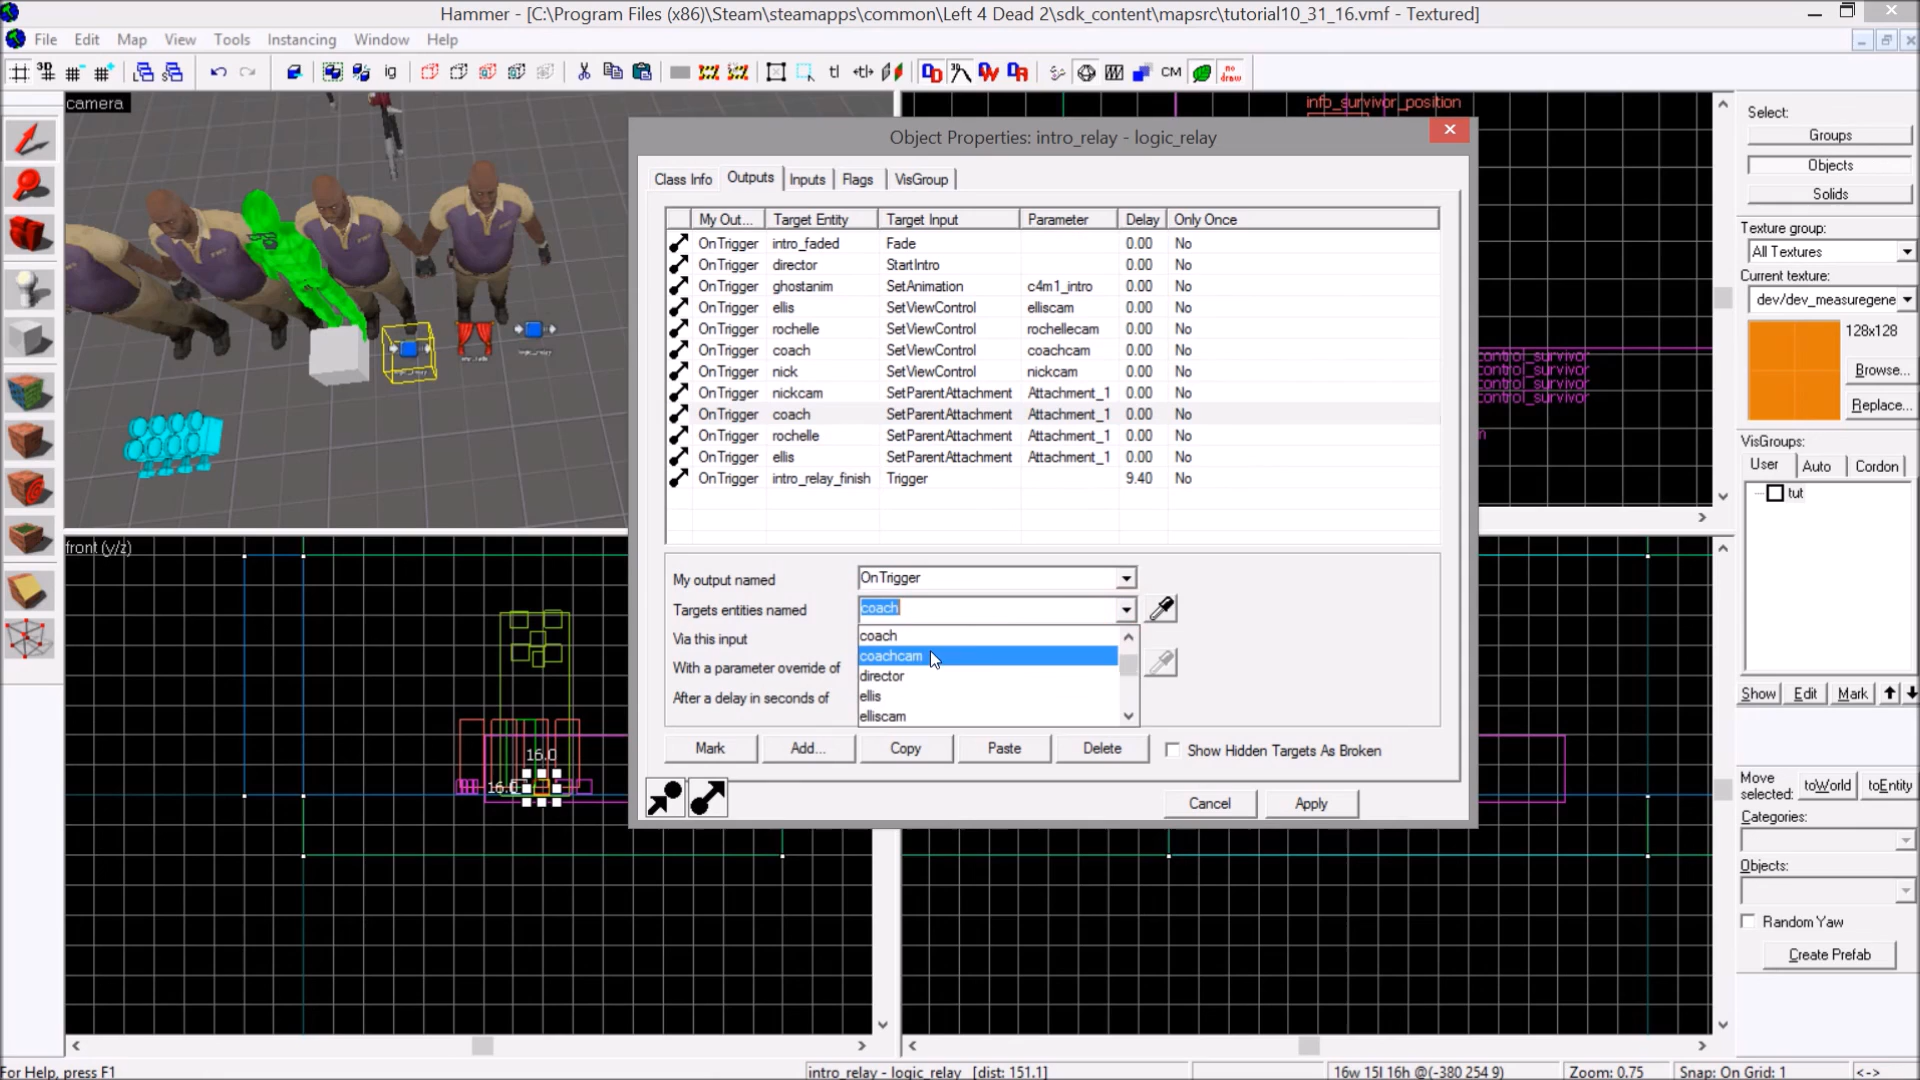 Hammer - [C:\Program Files (x86)\Steam\steamapps\common\Left 4 Dead 2\sdk_content\mapsrc\tutorial10_31_16.vmf - Textured]
File Edit Map View Tools Instancing Window Help
3D
ig
tl
CM
no draw
camera
info_survivor_position
control_survivor
control_survivor
control_survivor
control_survivor
front (y/z)
16.0
16.0
Object Properties: intro_relay - logic_relay
Class Info Outputs Inputs Flags VisGroup
My Out... Target Entity Target Input Parameter Delay Only Once
OnTrigger intro_faded Fade 0.00 No
OnTrigger director StartIntro 0.00 No
OnTrigger ghostanim SetAnimation c4m1_intro 0.00 No
OnTrigger ellis SetViewControl elliscam 0.00 No
OnTrigger rochelle SetViewControl rochellecam 0.00 No
OnTrigger coach SetViewControl coachcam 0.00 No
OnTrigger nick SetViewControl nickcam 0.00 No
OnTrigger nickcam SetParentAttachment Attachment_1 0.00 No
OnTrigger coach SetParentAttachment Attachment_1 0.00 No
OnTrigger rochelle SetParentAttachment Attachment_1 0.00 No
OnTrigger ellis SetParentAttachment Attachment_1 0.00 No
OnTrigger intro_relay_finish Trigger 9.40 No
My output named OnTrigger
Targets entities named coach
Via this input
With a parameter override of
After a delay in seconds of
coach
coachcam
director
ellis
elliscam
Mark Add... Copy Paste Delete Show Hidden Targets As Broken
Cancel Apply
Select:
Groups
Objects
Solids
Texture group:
All Textures
Current texture:
dev/dev_measuregene
128x128
Browse...
Replace...
VisGroups:
User Auto Cordon
tut
Show Edit Mark
Move selected: toWorld toEntity
Categories:
Objects:
Random Yaw
Create Prefab
For Help, press F1
intro_relay - logic_relay [dist: 151.1]
16w 15l 16h @(-380 254 9)
Zoom: 0.75
Snap: On Grid: 1
<->